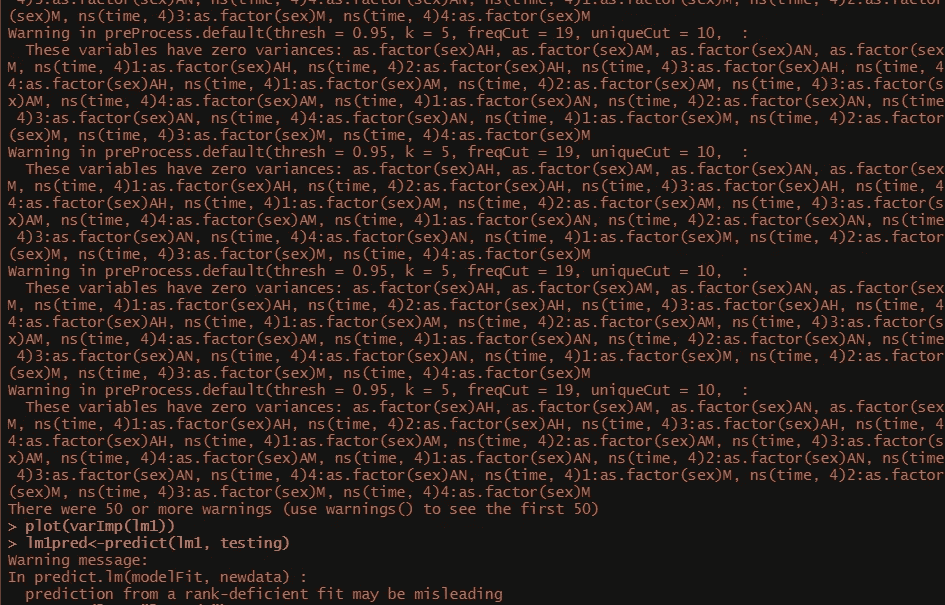 4)3:as.factor(sex)AN, ns(time, 4)4:as.factor(sex)AN, ns(time, 4)1:as.factor(sex)M, ns(time, 4)2:as.factor
(sex)M, ns(time, 4)3:as.factor(sex)M, ns(time, 4)4:as.factor(sex)M
Warning in preProcess.default(thresh = 0.95, k = 5, freqCut = 19, uniqueCut = 10,  :
These variables have zero variances: as.factor(sex)AH, as.factor(sex)AM, as.factor(sex)AN, as.factor(sex
M, ns(time, 4)1:as.factor(sex)AH, ns(time, 4)2:as.factor(sex)AH, ns(time, 4)3:as.factor(sex)AH, ns(time, 4
4:as.factor(sex)AH, ns(time, 4)1:as.factor(sex)AM, ns(time, 4)2:as.factor(sex)AM, ns(time, 4)3:as.factor(s
x)AM, ns(time, 4)4:as.factor(sex)AM, ns(time, 4)1:as.factor(sex)AN, ns(time, 4)2:as.factor(sex)AN, ns(time
4)3:as.factor(sex)AN, ns(time, 4)4:as.factor(sex)AN, ns(time, 4)1:as.factor(sex)M, ns(time, 4)2:as.factor
(sex)M, ns(time, 4)3:as.factor(sex)M, ns(time, 4)4:as.factor(sex)M
Warning in preProcess.default(thresh = 0.95, k = 5, freqCut = 19, uniqueCut = 10,  :
These variables have zero variances: as.factor(sex)AH, as.factor(sex)AM, as.factor(sex)AN, as.factor(sex
M, ns(time, 4)1:as.factor(sex)AH, ns(time, 4)2:as.factor(sex)AH, ns(time, 4)3:as.factor(sex)AH, ns(time, 4
4:as.factor(sex)AH, ns(time, 4)1:as.factor(sex)AM, ns(time, 4)2:as.factor(sex)AM, ns(time, 4)3:as.factor(s
x)AM, ns(time, 4)4:as.factor(sex)AM, ns(time, 4)1:as.factor(sex)AN, ns(time, 4)2:as.factor(sex)AN, ns(time
4)3:as.factor(sex)AN, ns(time, 4)4:as.factor(sex)AN, ns(time, 4)1:as.factor(sex)M, ns(time, 4)2:as.factor
(sex)M, ns(time, 4)3:as.factor(sex)M, ns(time, 4)4:as.factor(sex)M
Warning in preProcess.default(thresh = 0.95, k = 5, freqCut = 19, uniqueCut = 10,  :
These variables have zero variances: as.factor(sex)AH, as.factor(sex)AM, as.factor(sex)AN, as.factor(sex
M, ns(time, 4)1:as.factor(sex)AH, ns(time, 4)2:as.factor(sex)AH, ns(time, 4)3:as.factor(sex)AH, ns(time, 4
4:as.factor(sex)AH, ns(time, 4)1:as.factor(sex)AM, ns(time, 4)2:as.factor(sex)AM, ns(time, 4)3:as.factor(s
x)AM, ns(time, 4)4:as.factor(sex)AM, ns(time, 4)1:as.factor(sex)AN, ns(time, 4)2:as.factor(sex)AN, ns(time
4)3:as.factor(sex)AN, ns(time, 4)4:as.factor(sex)AN, ns(time, 4)1:as.factor(sex)M, ns(time, 4)2:as.factor
(sex)M, ns(time, 4)3:as.factor(sex)M, ns(time, 4)4:as.factor(sex)M
Warning in preProcess.default(thresh = 0.95, k = 5, freqCut = 19, uniqueCut = 10,  :
These variables have zero variances: as.factor(sex)AH, as.factor(sex)AM, as.factor(sex)AN, as.factor(sex
M, ns(time, 4)1:as.factor(sex)AH, ns(time, 4)2:as.factor(sex)AH, ns(time, 4)3:as.factor(sex)AH, ns(time, 4
4:as.factor(sex)AH, ns(time, 4)1:as.factor(sex)AM, ns(time, 4)2:as.factor(sex)AM, ns(time, 4)3:as.factor(s
x)AM, ns(time, 4)4:as.factor(sex)AM, ns(time, 4)1:as.factor(sex)AN, ns(time, 4)2:as.factor(sex)AN, ns(time
4)3:as.factor(sex)AN, ns(time, 4)4:as.factor(sex)AN, ns(time, 4)1:as.factor(sex)M, ns(time, 4)2:as.factor
(sex)M, ns(time, 4)3:as.factor(sex)M, ns(time, 4)4:as.factor(sex)M
There were 50 or more warnings (use warnings() to see the first 50)
> plot(varImp(lm1))
> lm1pred<-predict(lm1, testing)
Warning message:
In predict.lm(modelFit, newdata) :
prediction from a rank-deficient fit may be misleading